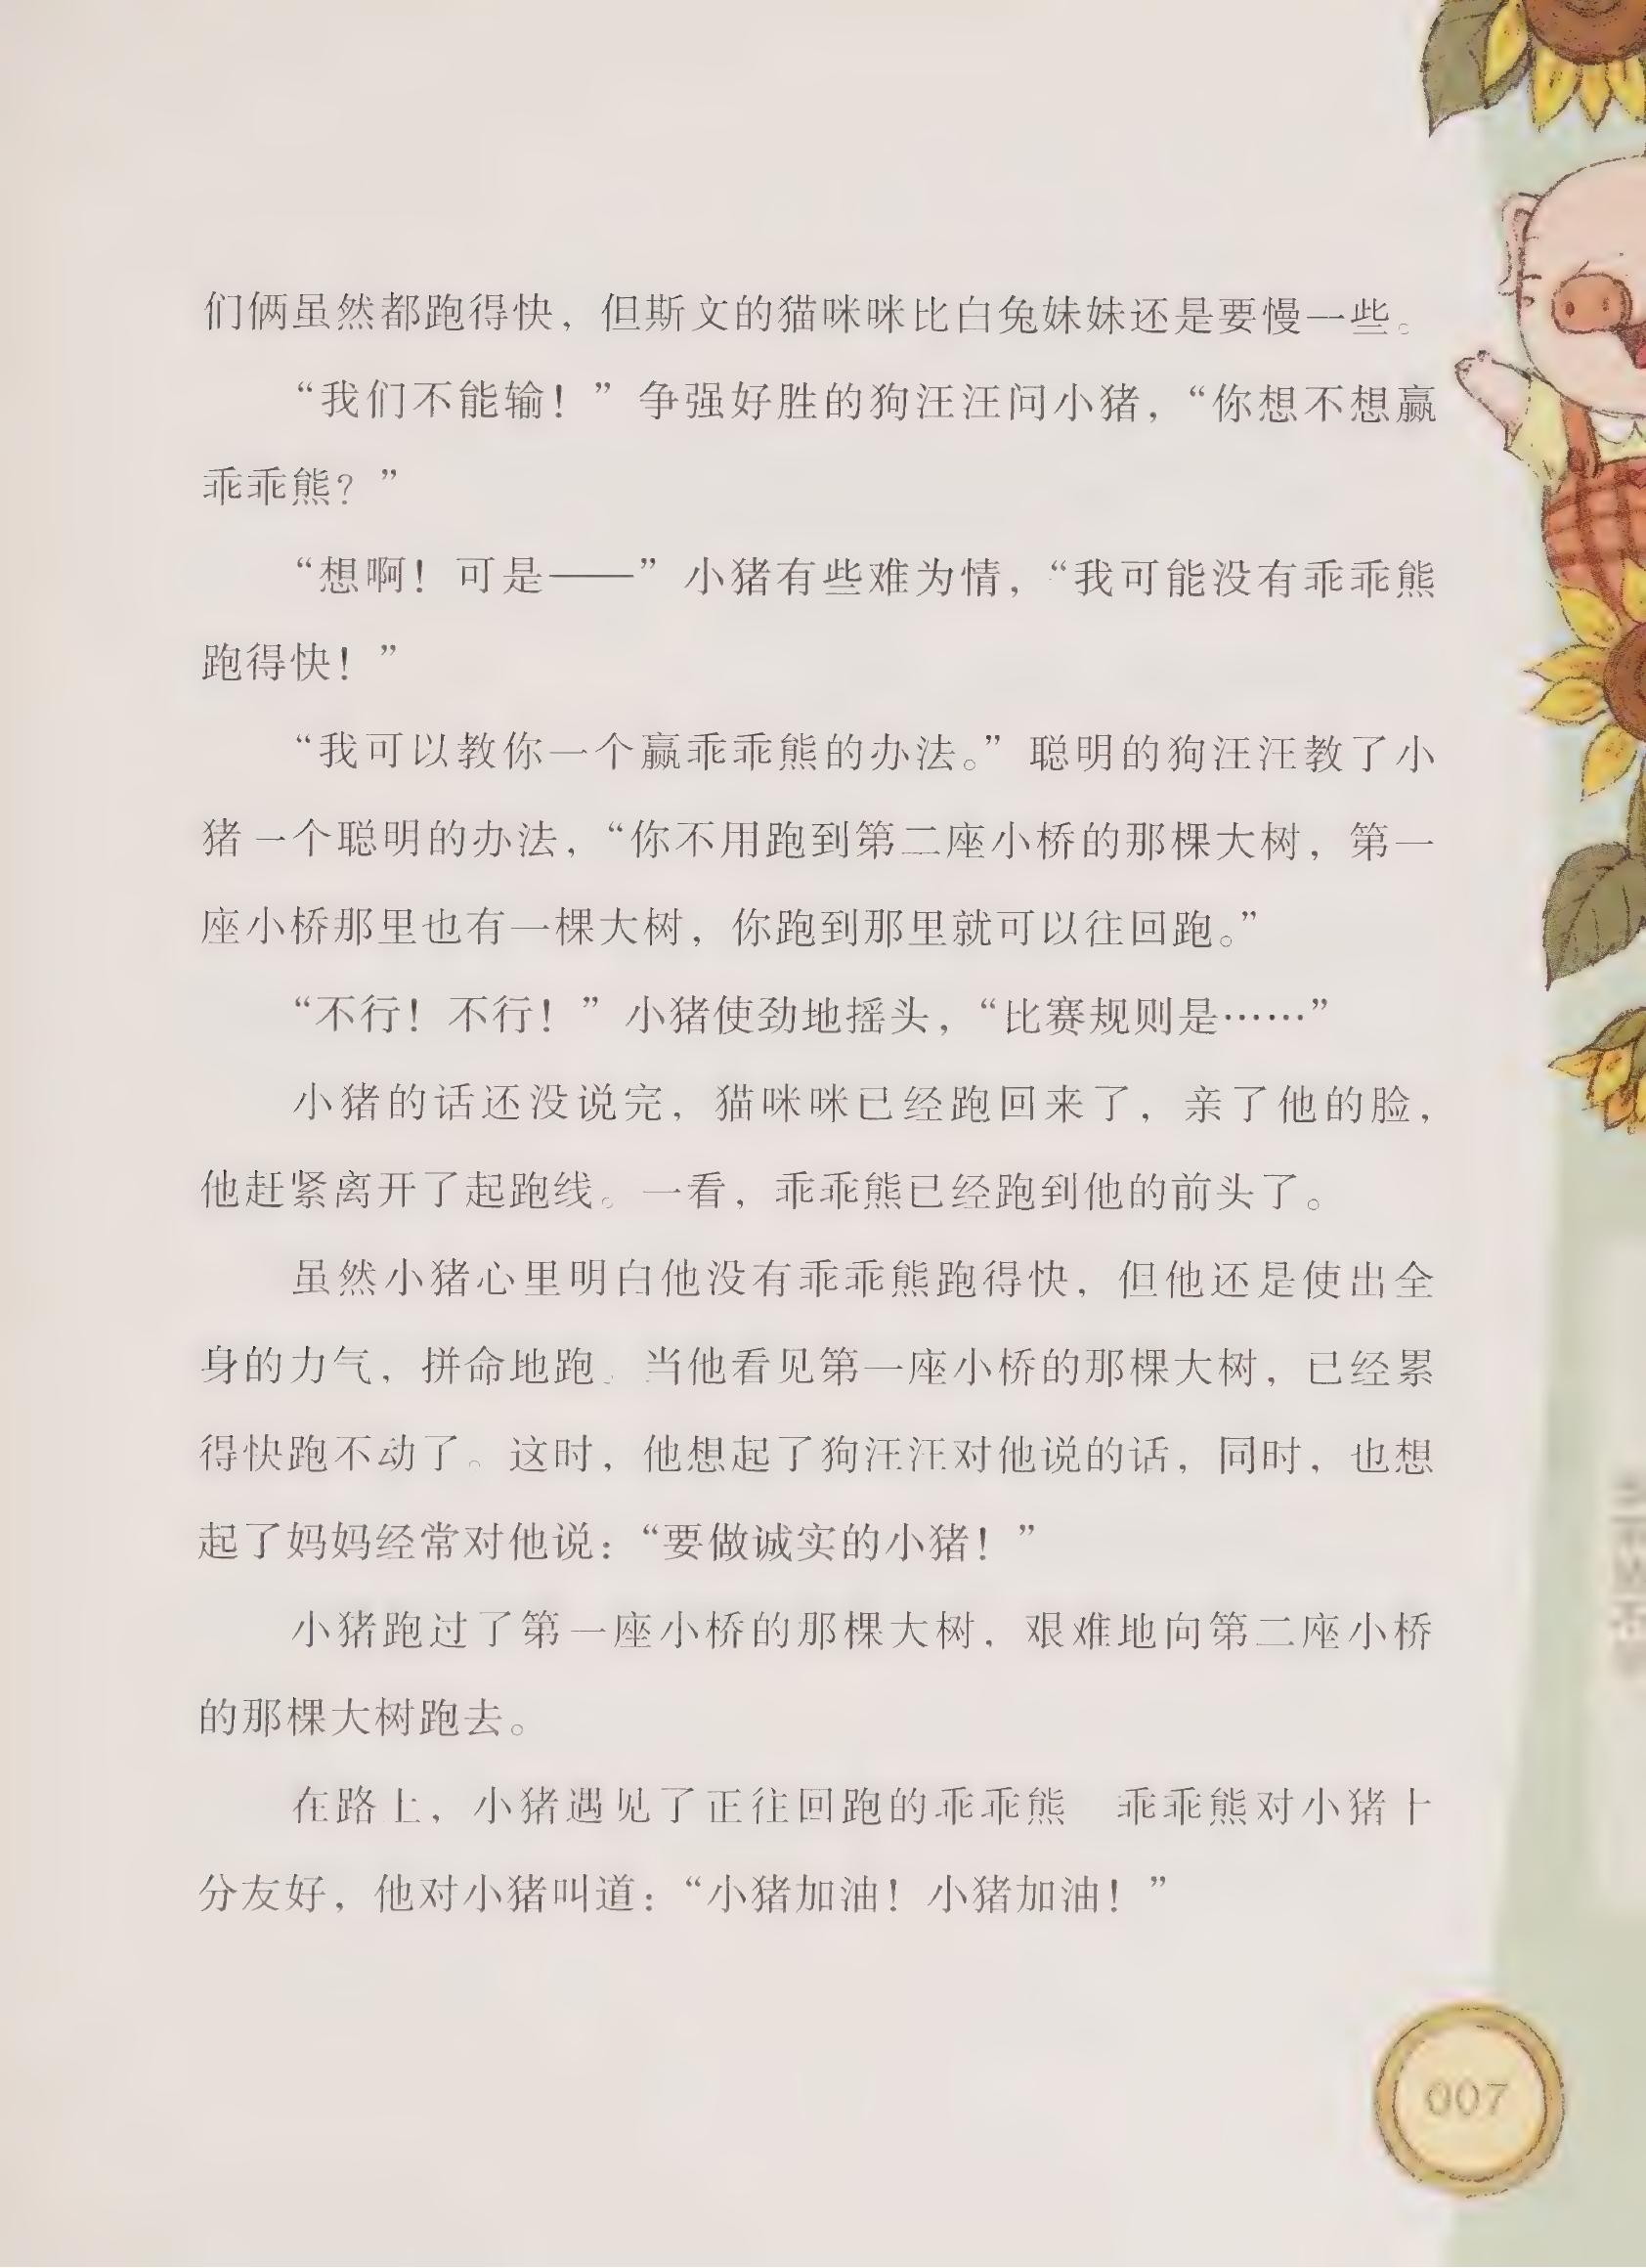 们俩虽然都跑得快，但斯文的猫咪咪比白兔妹妹还是要慢一些。
“我们不能输！”争强好胜的狗汪汪问小猪，“你想不想赢
乖乖熊？”
“想啊！可是——”小猪有些难为情，“我可能没有乖乖熊
跑得快！”
“我可以教你一个赢乖乖熊的办法。”聪明的狗汪汪教了小
猪一个聪明的办法，“你不用跑到第二座小桥的那棵大树，第一
座小桥那里也有一棵大树，你跑到那里就可以往回跑。”
“不行！不行！”小猪使劲地摇头，“比赛规则是……”
小猪的话还没说完，猫咪咪已经跑回来了，亲了他的脸，
他赶紧离开了起跑线。一看，乖乖熊已经跑到他的前头了。
虽然小猪心里明白他没有乖乖熊跑得快，但他还是使出全
身的力气，拼命地跑。当他看见第一座小桥的那棵大树，已经累
得快跑不动了。这时，他想起了狗汪汪对他说的话，同时，也想
起了妈妈经常对他说：“要做诚实的小猪！”
小猪跑过了第一座小桥的那棵大树，艰难地向第二座小桥
的那棵大树跑去。
在路上，小猪遇见了正往回跑的乖乖熊 乖乖熊对小猪十
分友好，他对小猪叫道：“小猪加油！小猪加油！”
007